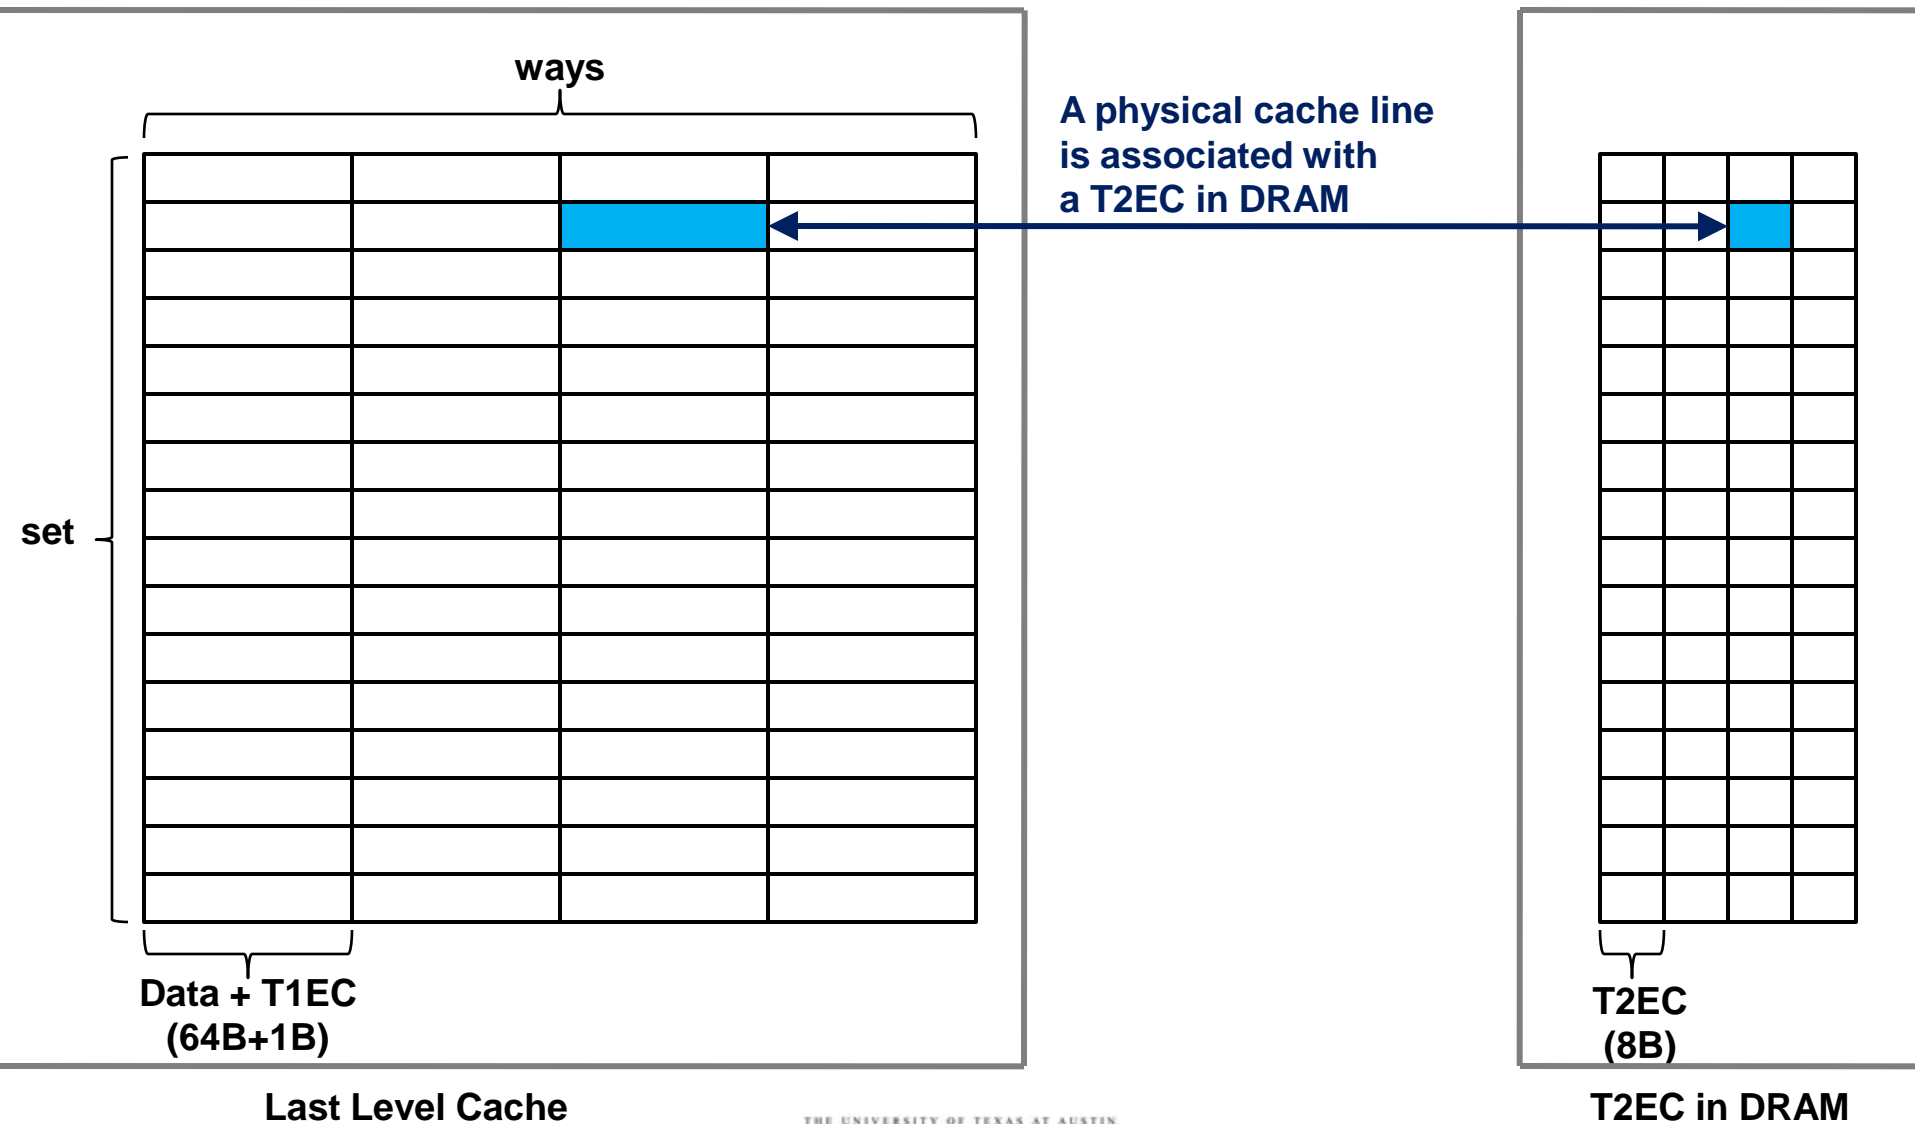 ways
A physical cache line
is associated with
a T2EC in DRAM
set
Data + T1EC
(64B+1B)
T2EC
(8B)
Last Level Cache
T2EC in DRAM
THE UNIVERSITY OF TEXAS AT AUSTIN